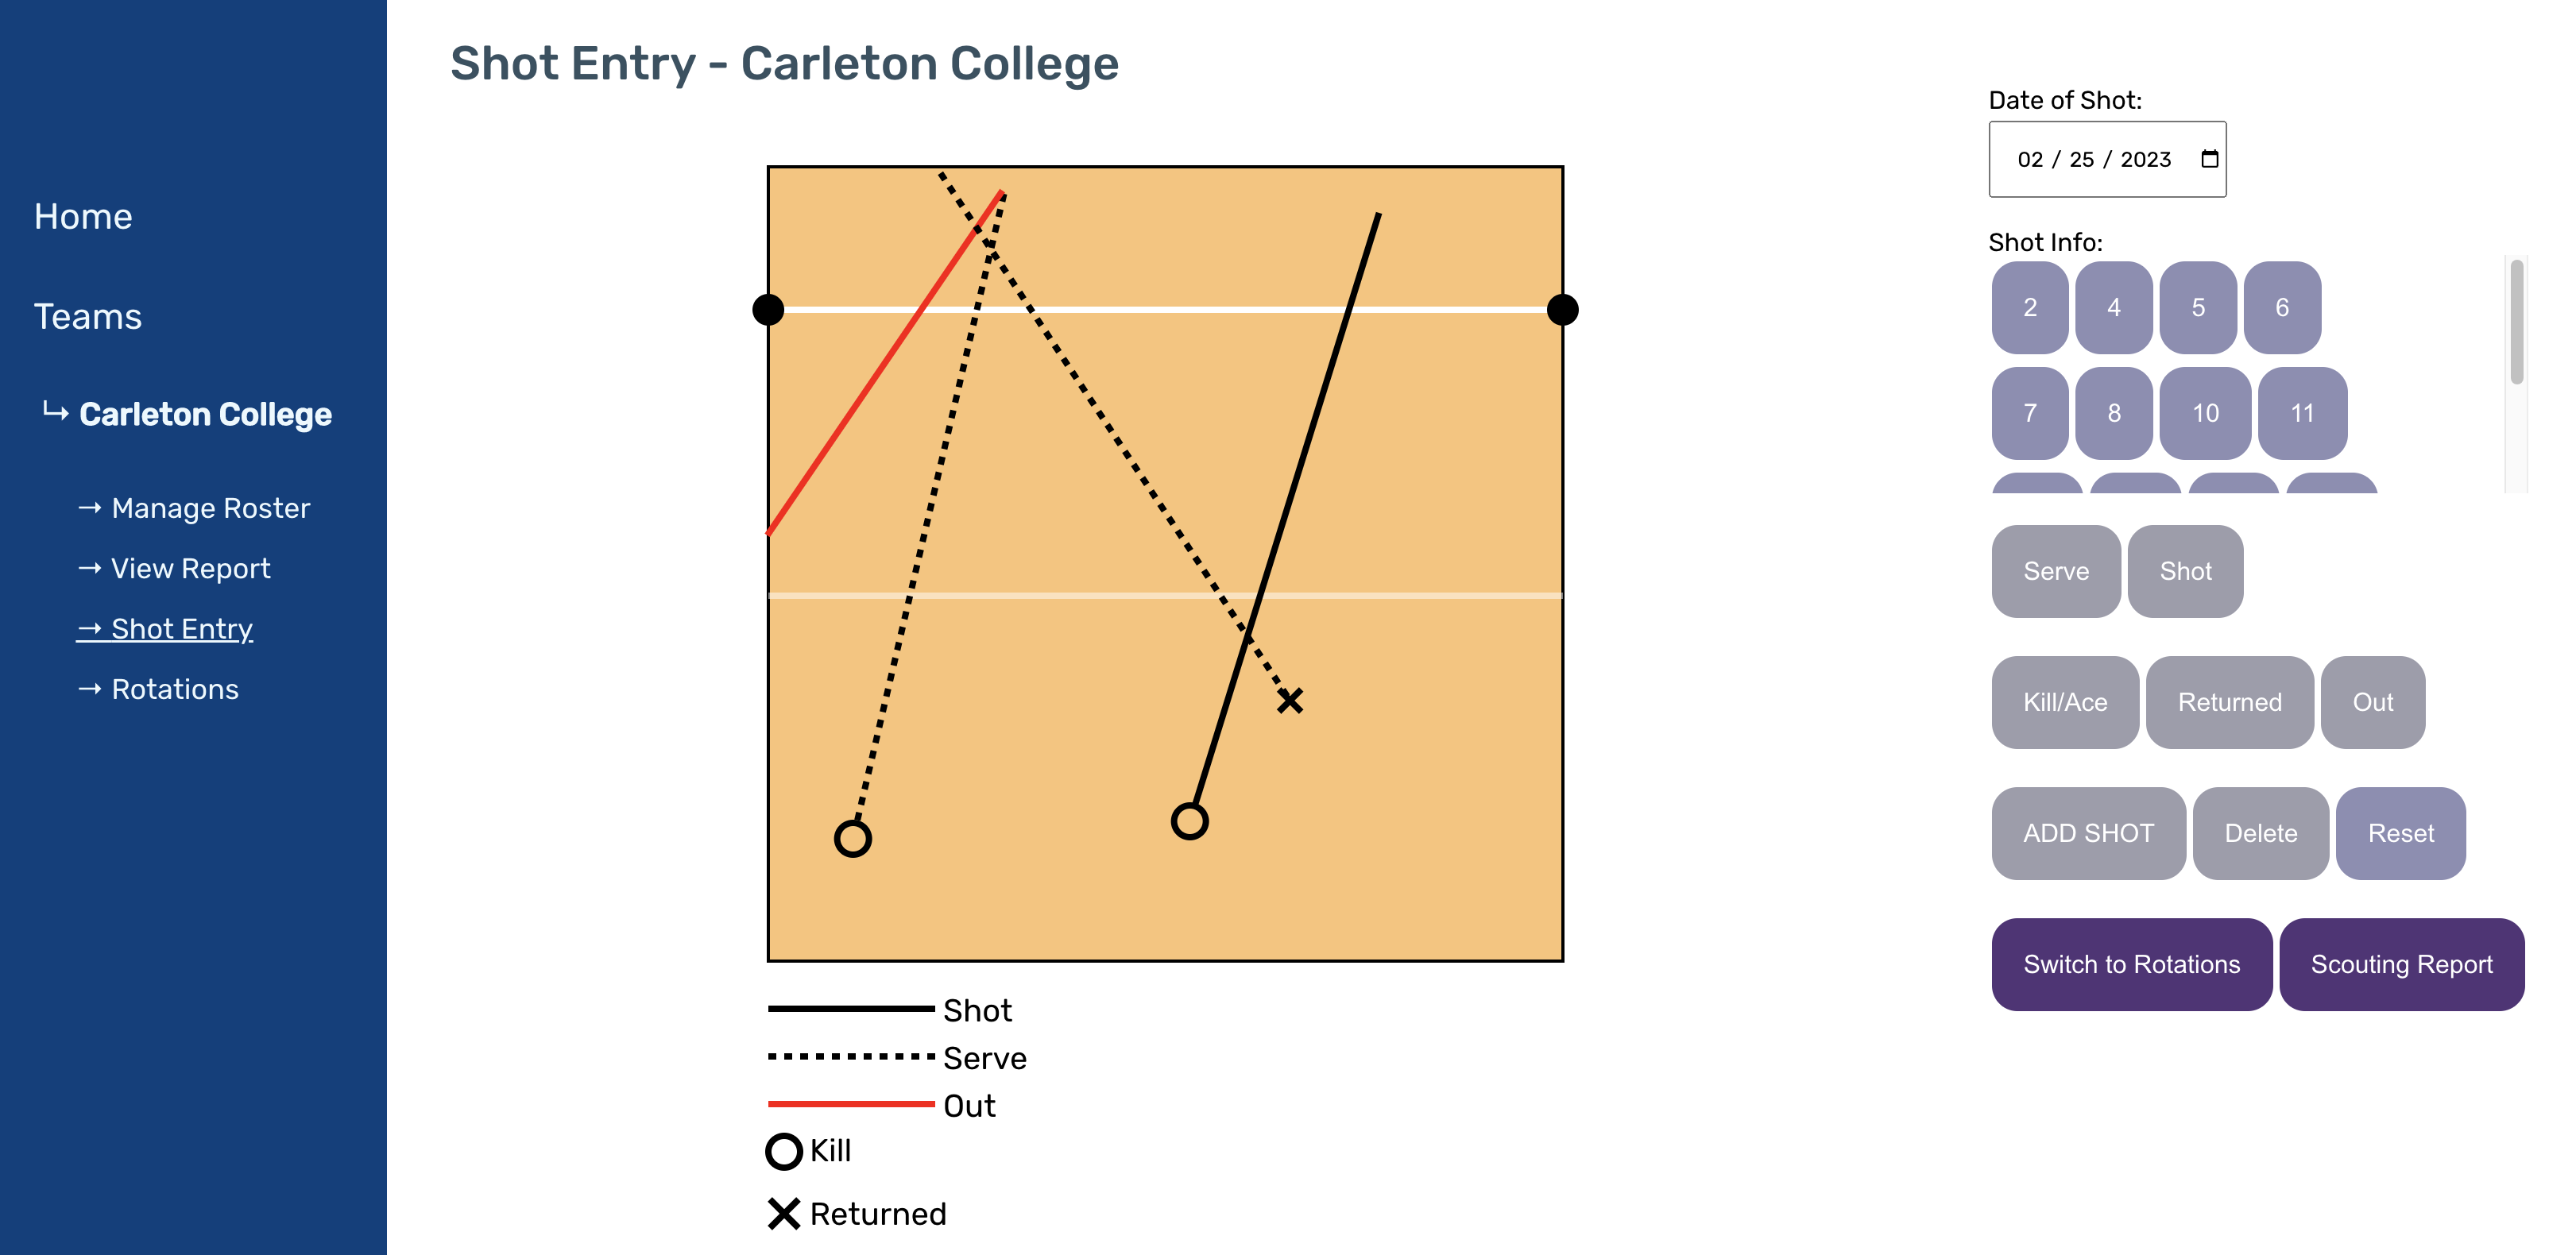 Shot Entry - Carleton College
Home
Teams
↳ Carleton College
→ Manage Roster
→ View Report
→ Shot Entry
→ Rotations
Shot
Serve
Out
Kill
Returned
Date of Shot:
02 / 25 / 2023
Shot Info:
2 4 5 6
7 8 10 11
Serve Shot
Kill/Ace Returned Out
ADD SHOT Delete Reset
Switch to Rotations Scouting Report